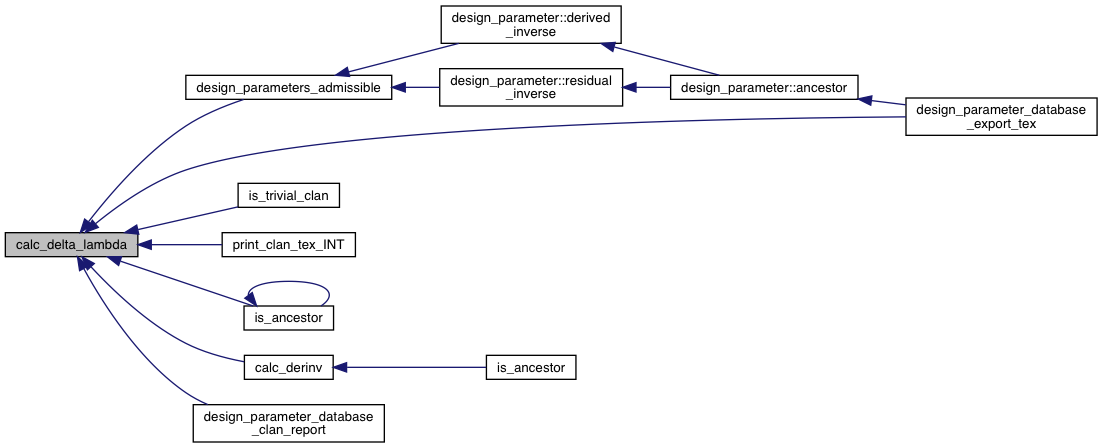 design_parameter::derived
_inverse
design_parameters_admissible
design_parameter::residual
_inverse
design_parameter::ancestor
design_parameter_database
_export_tex
is_trivial_clan
calc_delta_lambda
print_clan_tex_INT
is_ancestor
calc_derinv
is_ancestor
design_parameter_database
_clan_report